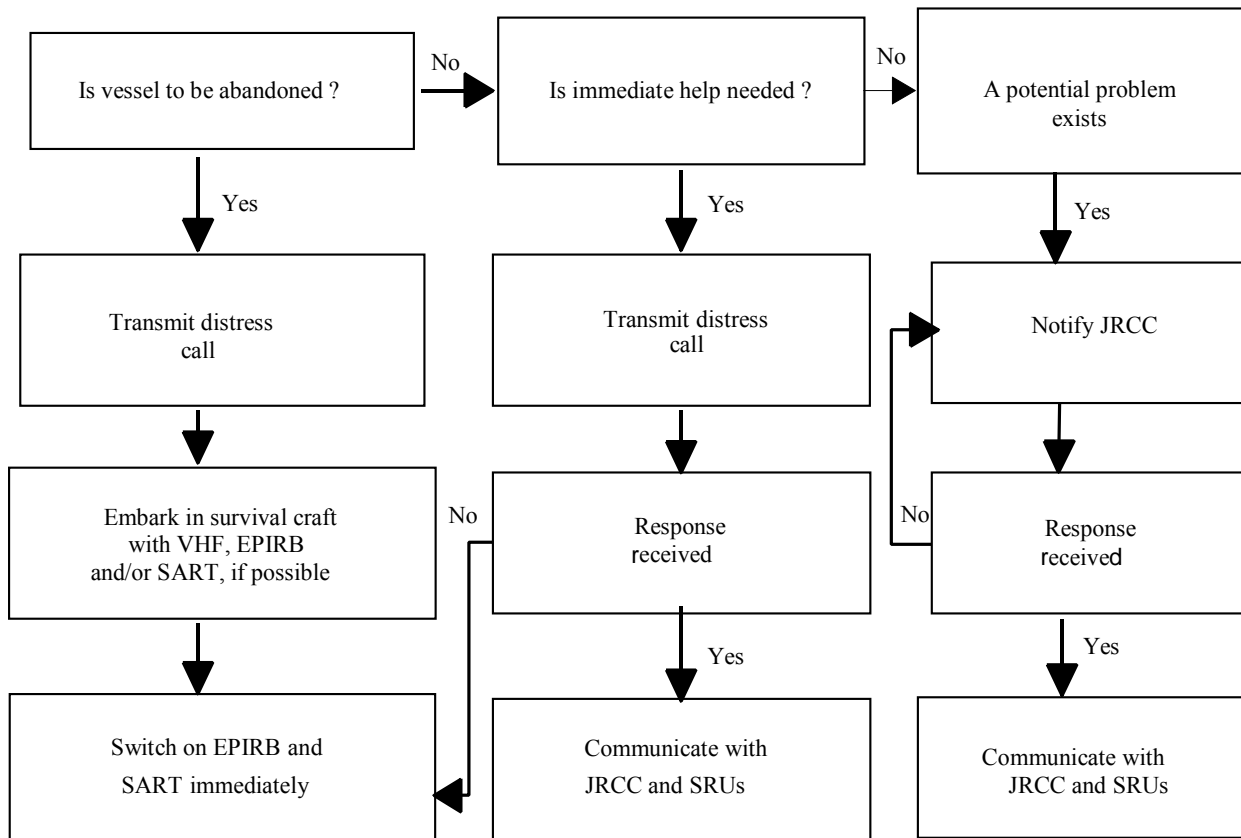 Is vessel to be abandoned ?
No
Is immediate help needed ?
No
A potential problem
exists
Yes
Yes
Yes
Transmit distress
call
Transmit distress
call
Notify JRCC
Embark in survival craft
with VHF, EPIRB
and/or SART, if possible
No
Response
received
No
Response
received
Yes
Yes
Switch on EPIRB and
SART immediately
Communicate with
JRCC and SRUs
Communicate with
JRCC and SRUs